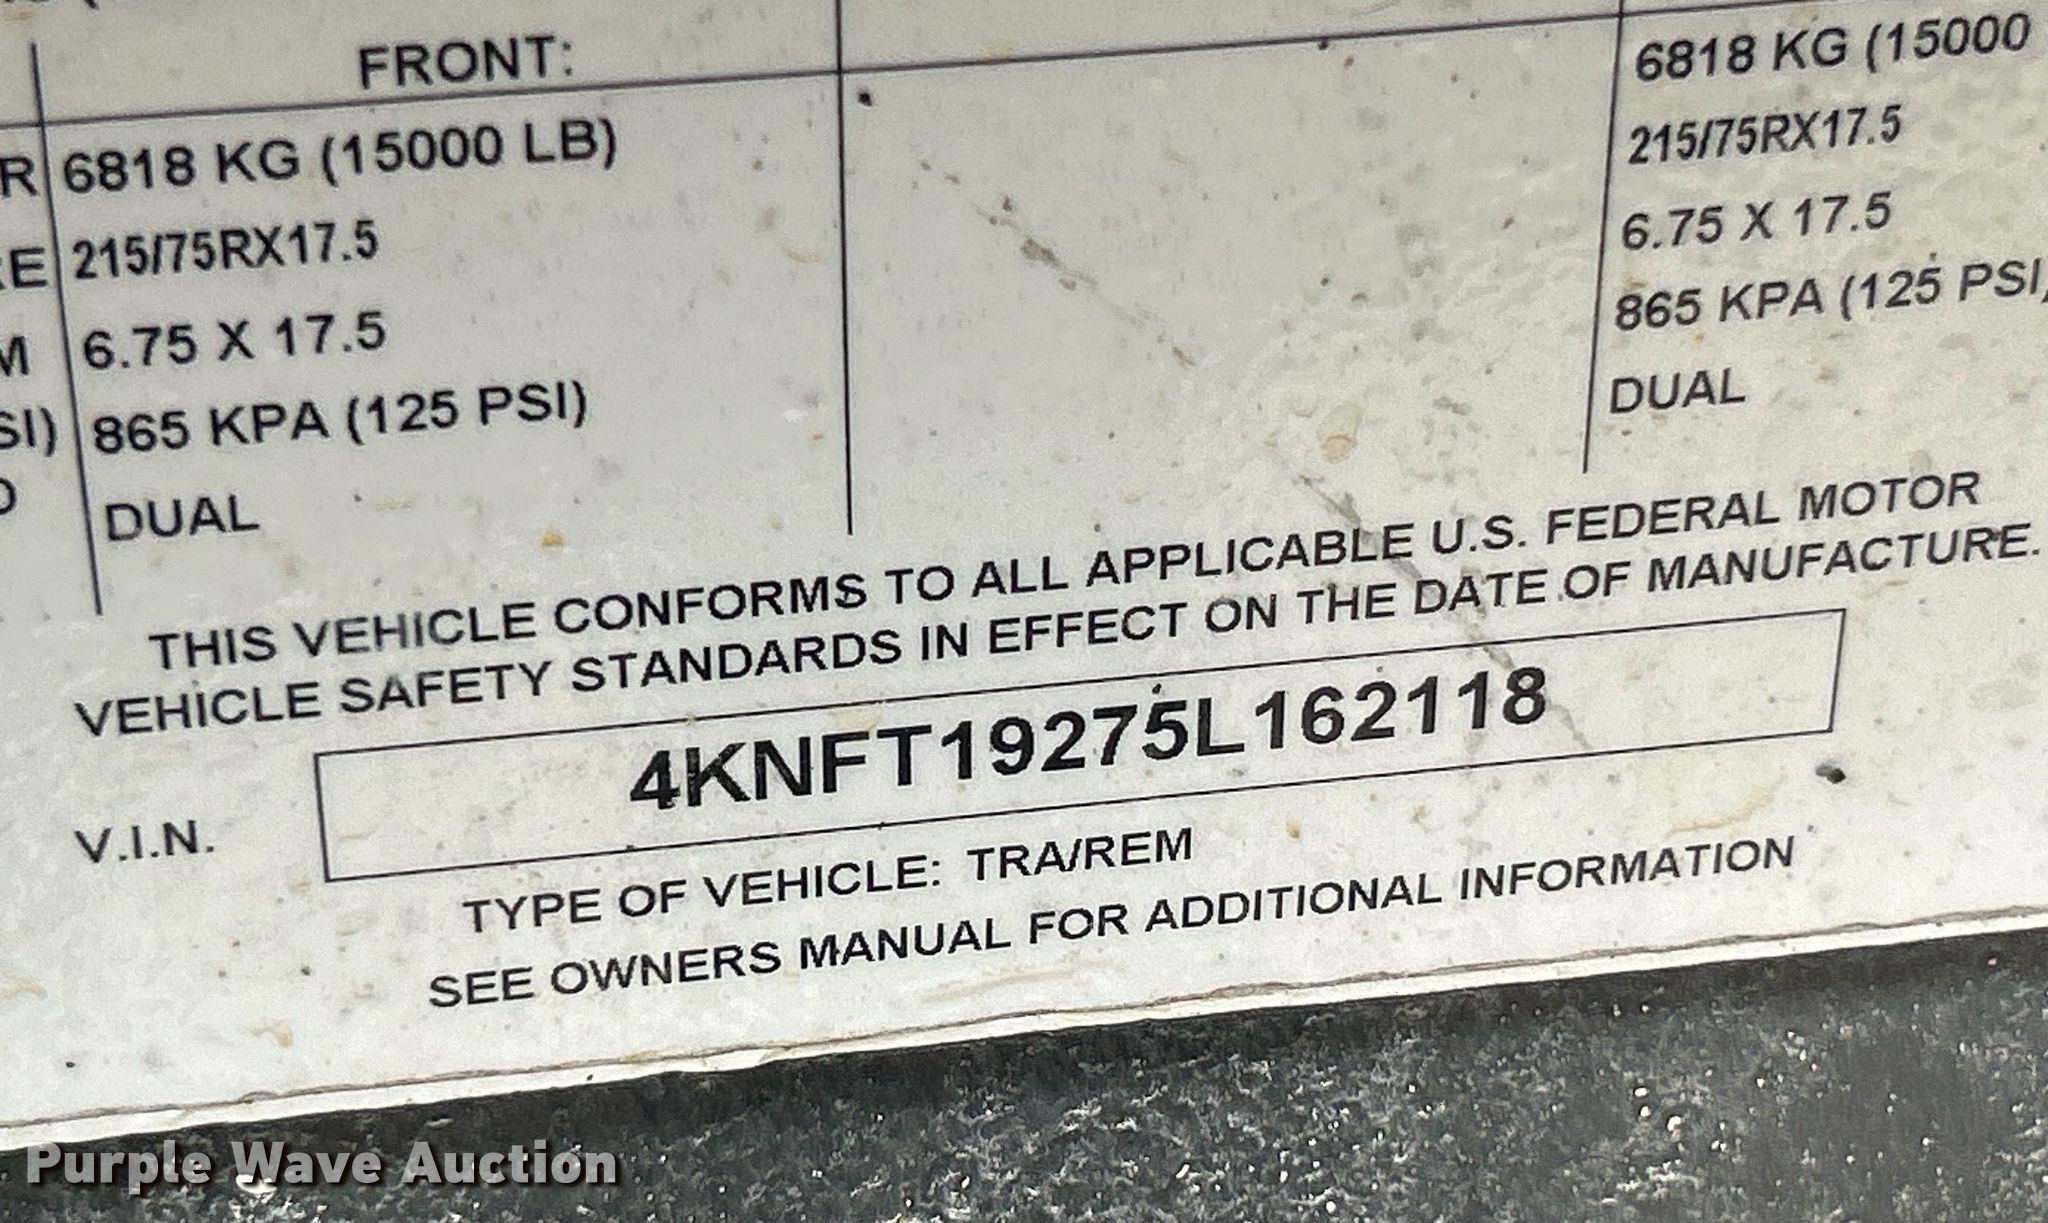 FRONT:
R 6818 KG (15000 LB) 6818 KG (15000
E 215/75RX17.5 215/75RX17.5
M 6.75 X 17.5 6.75 X 17.5
SI) 865 KPA (125 PSI) 865 KPA (125 PSI)
DUAL DUAL
THIS VEHICLE CONFORMS TO ALL APPLICABLE U.S. FEDERAL MOTOR
VEHICLE SAFETY STANDARDS IN EFFECT ON THE DATE OF MANUFACTURE.
V.I.N. 4KNFT19275L162118
TYPE OF VEHICLE: TRA/REM
SEE OWNERS MANUAL FOR ADDITIONAL INFORMATION
Purple Wave Auction